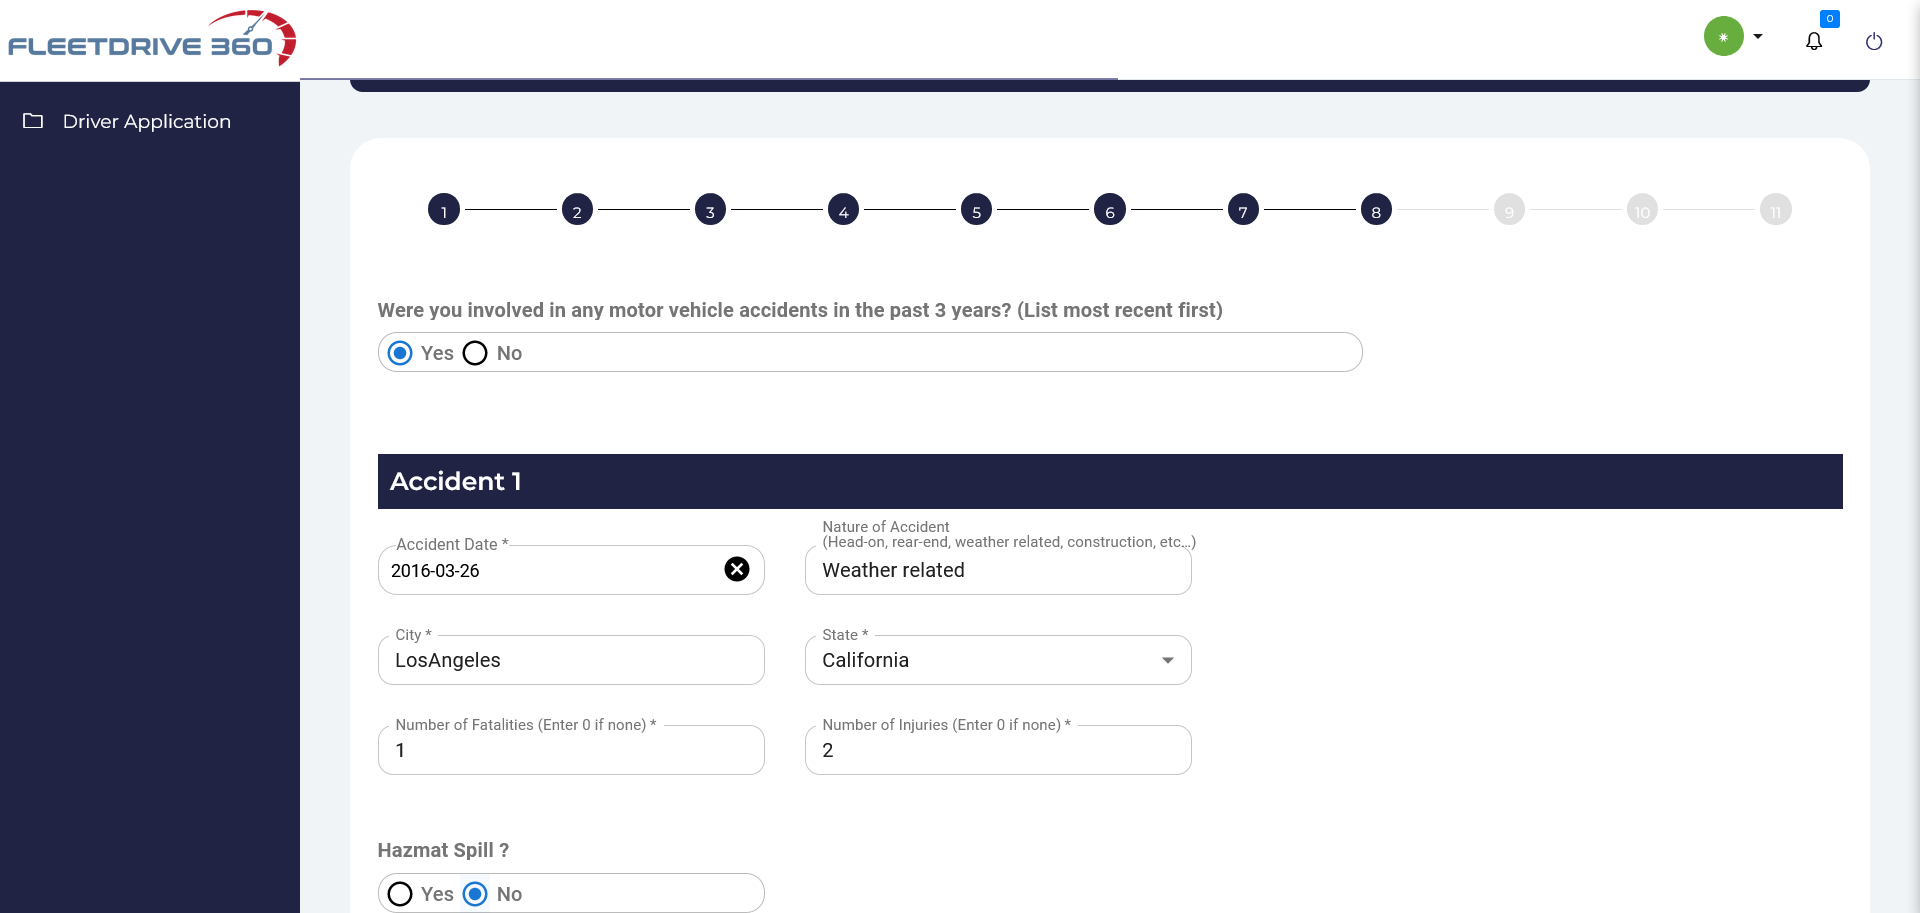 FLEETDRIVE 360
0
Driver Application
1 2 3 4 5 6 7 8 9 10 11
Were you involved in any motor vehicle accidents in the past 3 years? (List most recent first)
Yes No
Accident 1
Accident Date *
2016-03-26
Nature of Accident
(Head-on, rear-end, weather related, construction, etc...)
Weather related
City *
LosAngeles
State *
California
Number of Fatalities (Enter 0 if none) *
1
Number of Injuries (Enter 0 if none) *
2
Hazmat Spill ?
Yes No